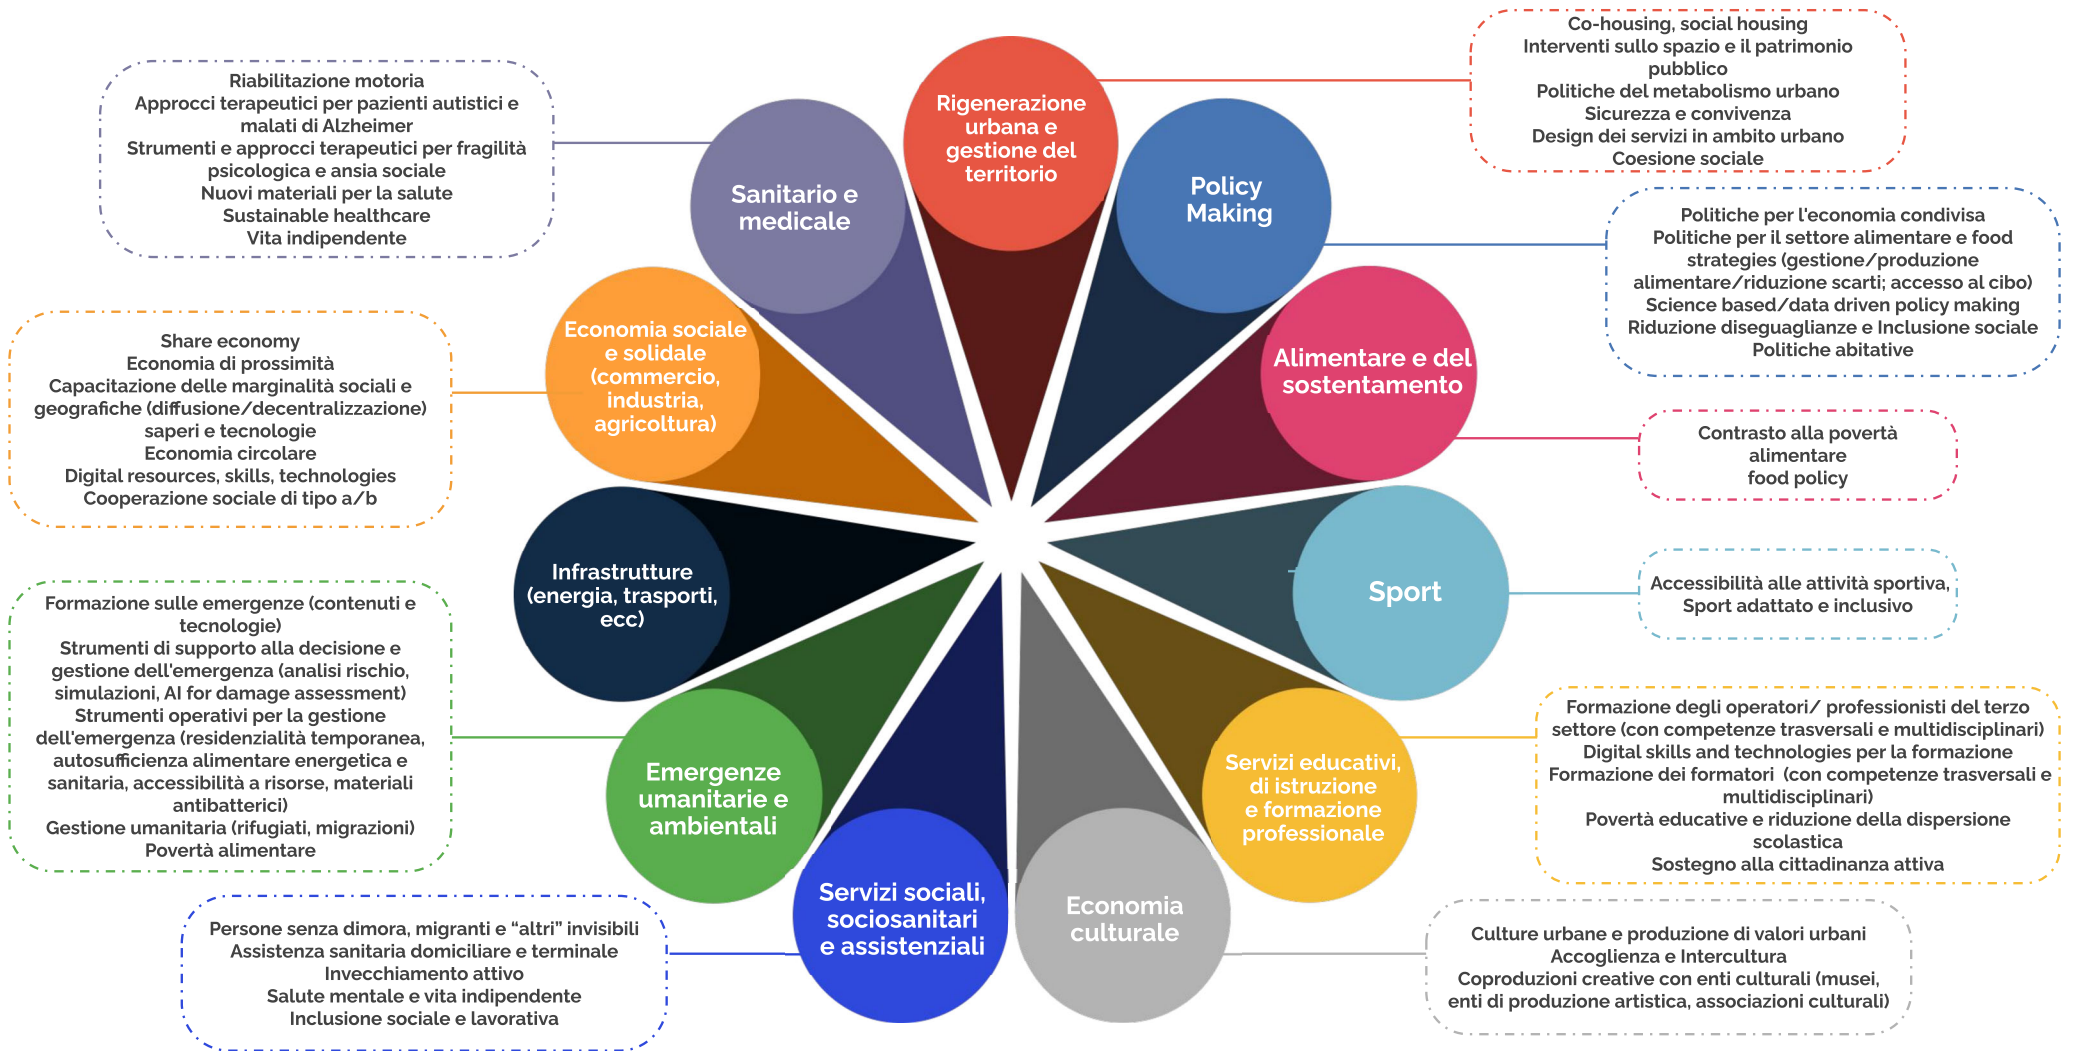 Co-housing, social housing
Interventi sullo spazio e il patrimonio
pubblico
Politiche del metabolismo urbano
Sicurezza e convivenza
Design dei servizi in ambito urbano
Coesione sociale
Riabilitazione motoria
Approcci terapeutici per pazienti autistici e
malati di Alzheimer
Strumenti e approcci terapeutici per fragilità
psicologica e ansia sociale
Nuovi materiali per la salute
Sustainable healthcare
Vita indipendente
Rigenerazione
urbana e
gestione del
territorio
Sanitario e
medicale
Policy
Making
Politiche per l'economia condivisa
Politiche per il settore alimentare e food
strategies (gestione/produzione
alimentare/riduzione scarti; accesso al cibo)
Science based/data driven policy making
Riduzione diseguaglianze e Inclusione sociale
Politiche abitative
Share economy
Economia di prossimità
Capacitazione delle marginalità sociali e
geografiche (diffusione/decentralizzazione)
saperi e tecnologie
Economia circolare
Digital resources, skills, technologies
Cooperazione sociale di tipo a/b
Economia sociale
e solidale
(commercio,
industria,
agricoltura)
Alimentare e del
sostentamento
Contrasto alla povertà
alimentare
food policy
Infrastrutture
(energia, trasporti,
ecc)
Sport
Accessibilità alle attività sportiva,
Sport adattato e inclusivo
Formazione sulle emergenze (contenuti e
tecnologie)
Strumenti di supporto alla decisione e
gestione dell'emergenza (analisi rischio,
simulazioni, AI for damage assessment)
Strumenti operativi per la gestione
dell'emergenza (residenzialità temporanea,
autosufficienza alimentare energetica e
sanitaria, accessibilità a risorse, materiali
antibatterici)
Gestione umanitaria (rifugiati, migrazioni)
Povertà alimentare
Emergenze
umanitarie e
ambientali
Servizi educativi,
di istruzione
e formazione
professionale
Formazione degli operatori/ professionisti del terzo
settore (con competenze trasversali e multidisciplinari)
Digital skills and technologies per la formazione
Formazione dei formatori  (con competenze trasversali e
multidisciplinari)
Povertà educative e riduzione della dispersione
scolastica
Sostegno alla cittadinanza attiva
Servizi sociali,
sociosanitari
e assistenziali
Economia
culturale
Persone senza dimora, migranti e “altri” invisibili
Assistenza sanitaria domiciliare e terminale
Invecchiamento attivo
Salute mentale e vita indipendente
Inclusione sociale e lavorativa
Culture urbane e produzione di valori urbani
Accoglienza e Intercultura
Coproduzioni creative con enti culturali (musei,
enti di produzione artistica, associazioni culturali)